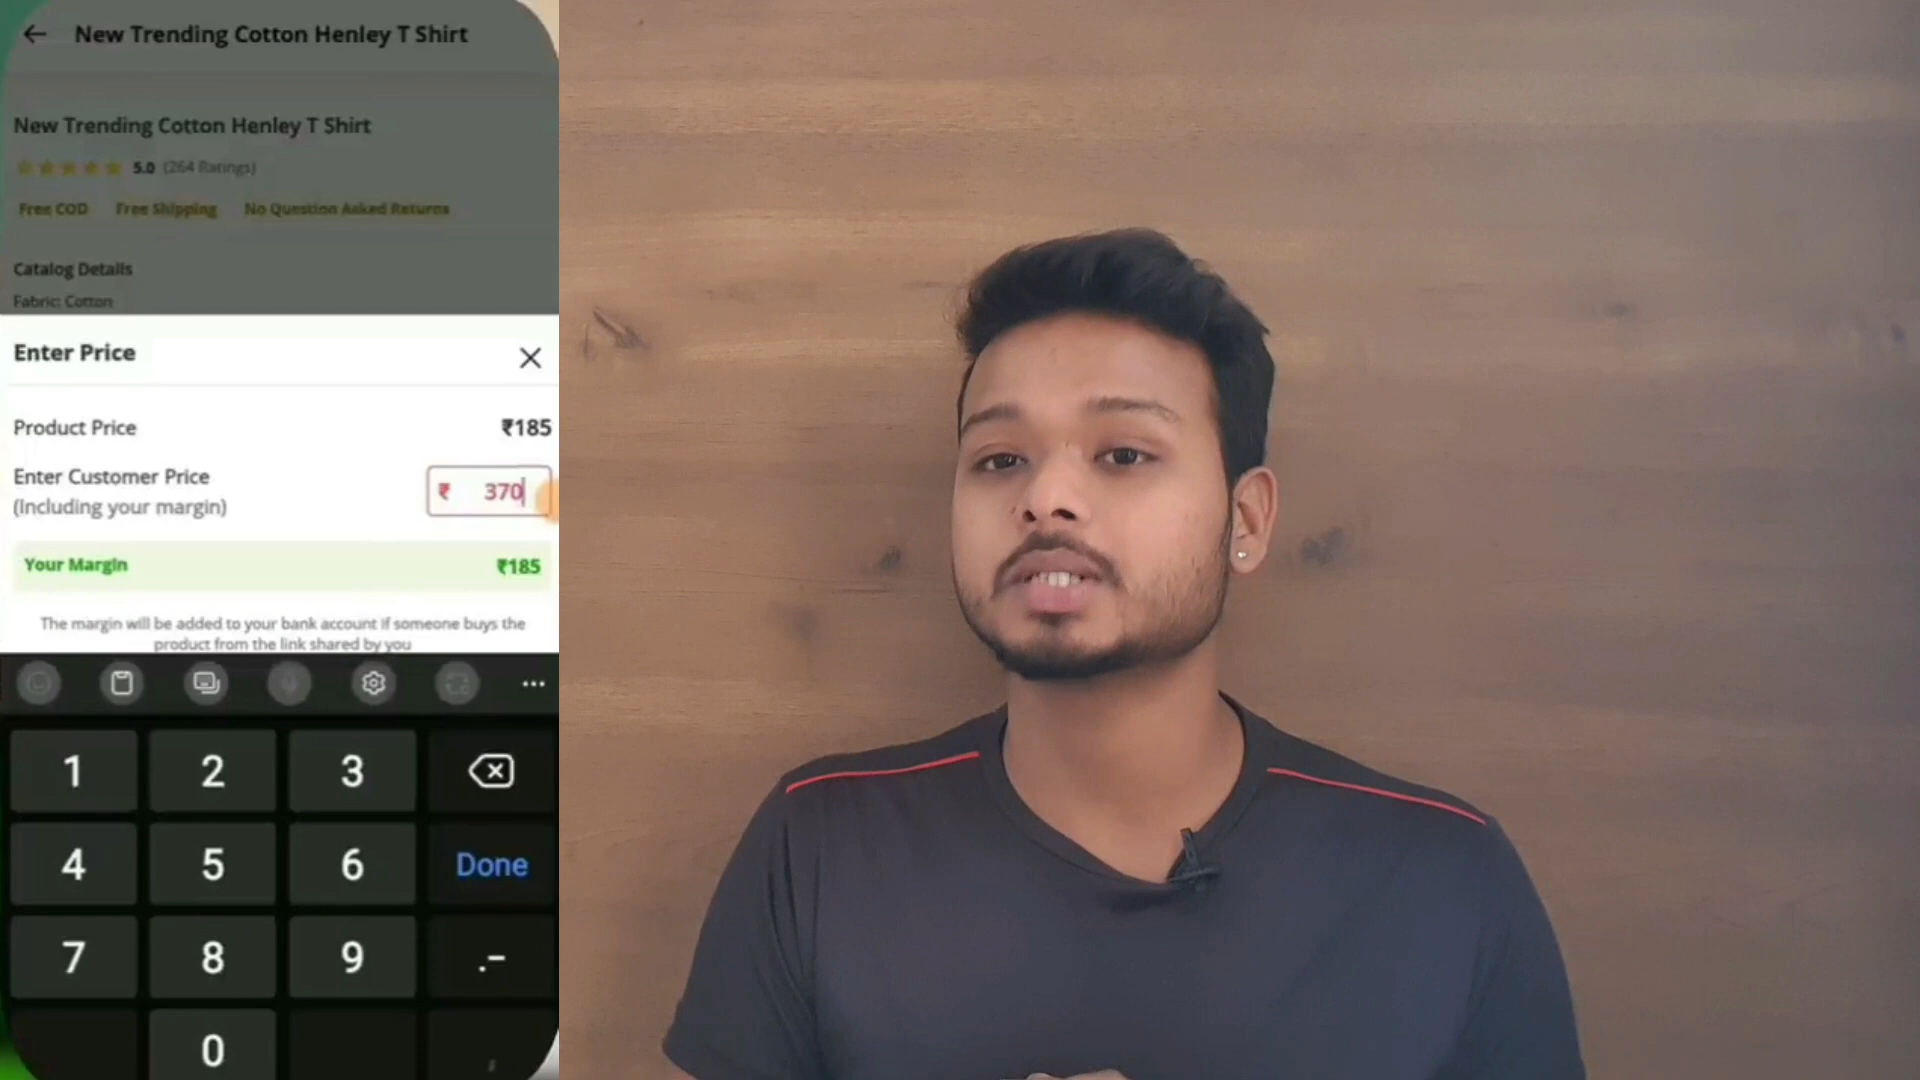 New Trending Cotton Henley T Shirt
New Trending Cotton Henley T Shirt
5.0 (264 Ratings)
Free COD Free Shipping No Question Asked Returns
Catalog Details
Fabric: Cotton
Enter Price
Product Price ₹185
Enter Customer Price
(Including your margin)
₹ 370
Your Margin ₹185
The margin will be added to your bank account if someone buys the
product from the link shared by you
1 2 3
4 5 6 Done
7 8 9 .-
0 ,